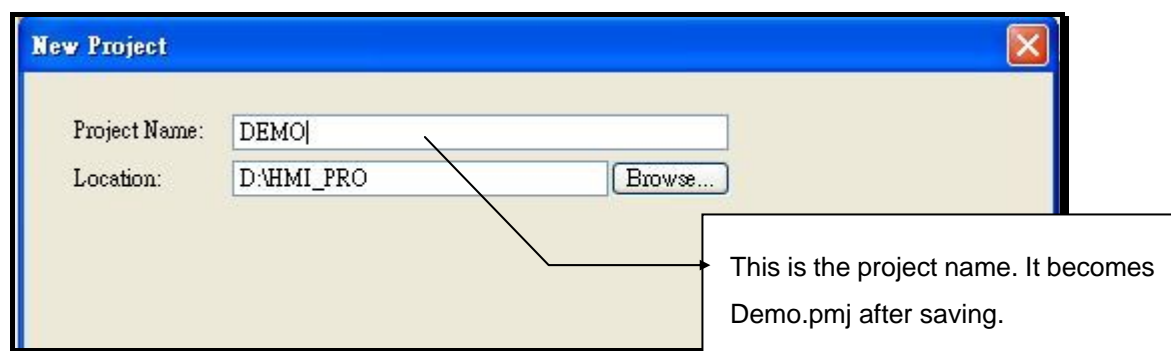 New Project
Project Name: DEMO
Location: D:\HMI_PRO Browse...
This is the project name. It becomes
Demo.pmj after saving.